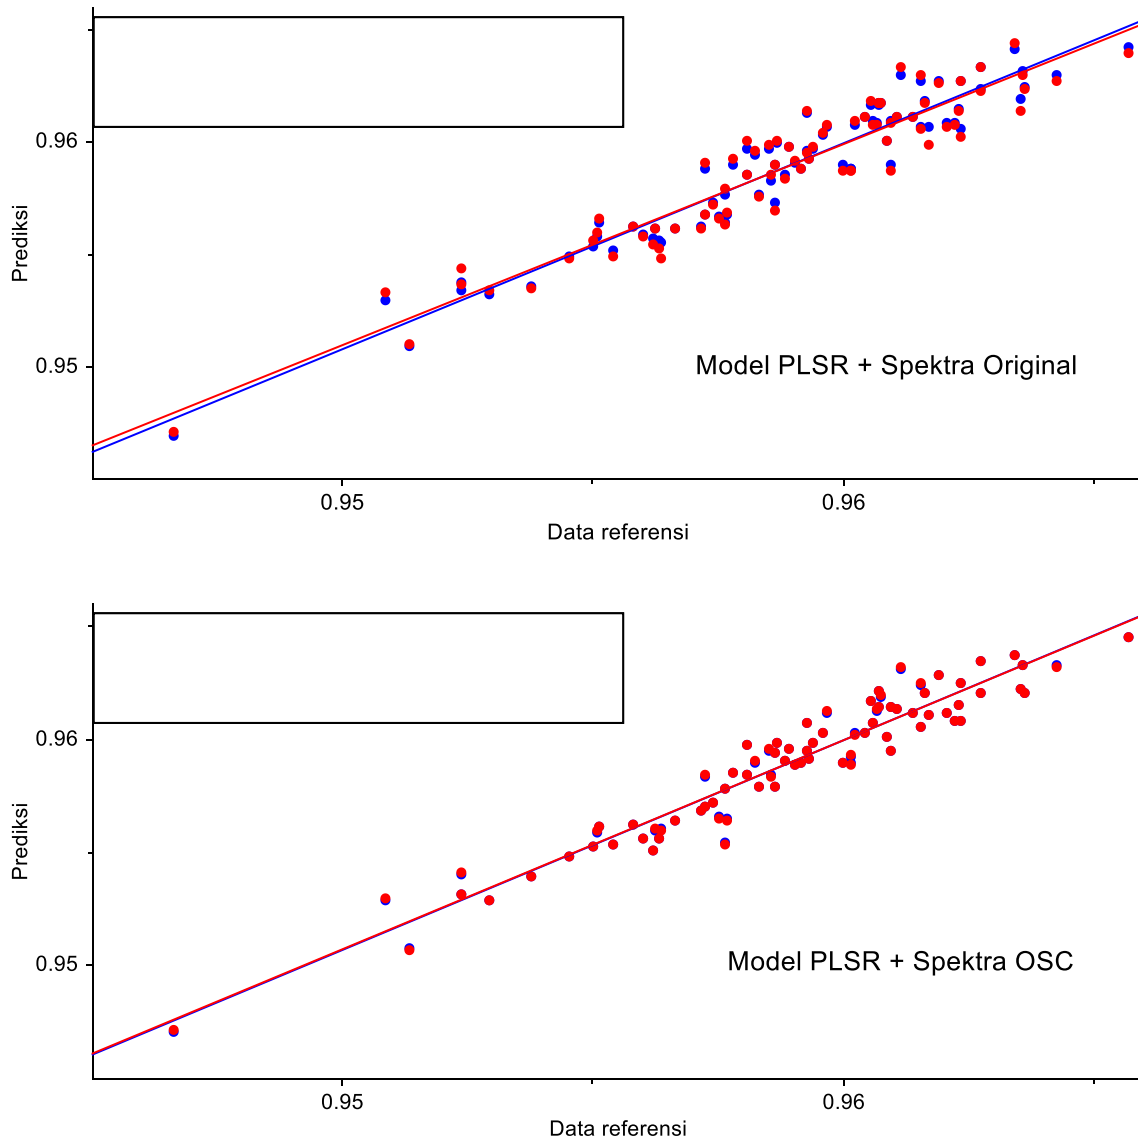 0.96
Prediksi
0.95
Model PLSR + Spektra Original
0.95
0.96
Data referensi
0.96
Prediksi
0.95
Model PLSR + Spektra OSC
0.95
0.96
Data referensi